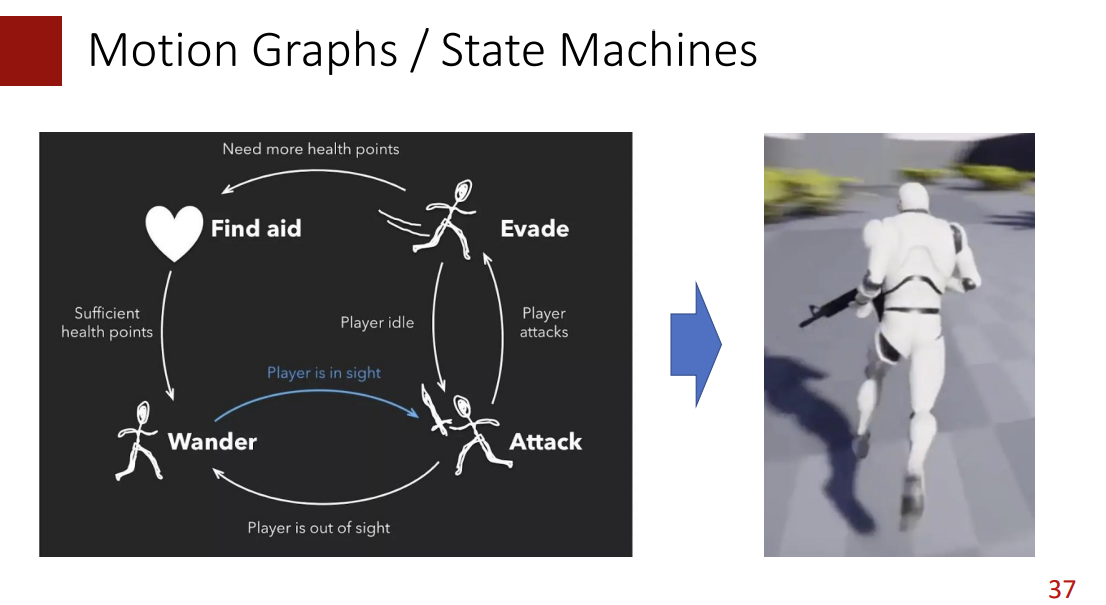 Motion Graphs / State Machines
Need more health points
Find aid
Evade
Sufficient
health points
Player idle
Player
attacks
Player is in sight
Wander
Attack
Player is out of sight
37